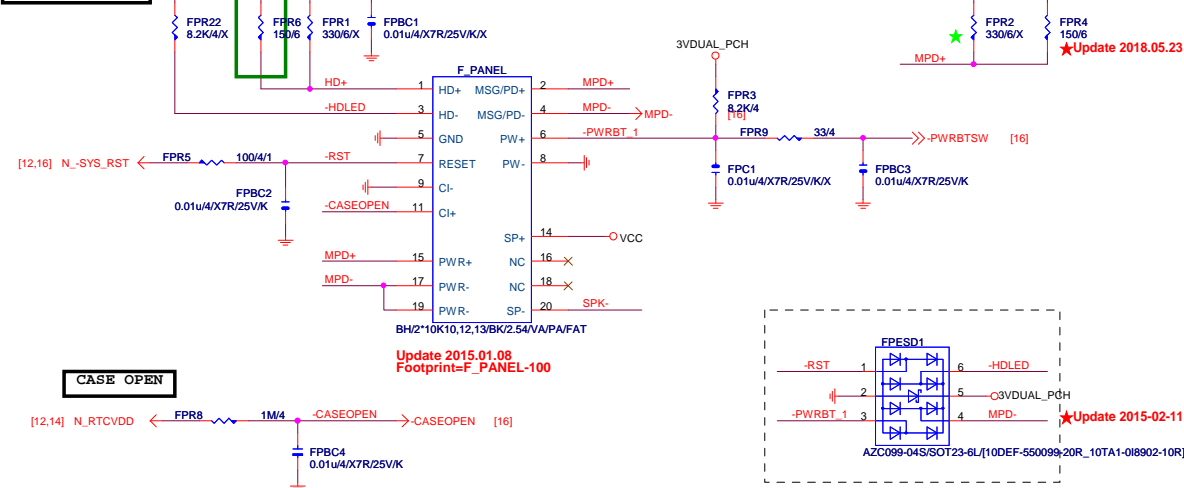 FPR22
8.2K/4/X
FPR6
150/6
FPR1
330/6/X
FPBC1
0.01u/4/X7R/25V/K/X
FPR2
330/6/X
FPR4
150/6
Update 2018.05.23
MPD+
3VDUAL_PCH
F_PANEL
HD+
-HDLED
1
3
5
7
9
11
15
17
19
HD+
HD-
GND
RESET
CI-
CI+
PWR+
PWR-
PWR-
MSG/PD+
MSG/PD-
PW+
PW-
SP+
NC
NC
SP-
2
4
6
8
14
16
18
20
MPD+
MPD-
MPD-
[16]
-PWRBT_1
FPR3
8.2K/4
FPR9
33/4
-PWRBTSW
[16]
[12,16] N_-SYS_RST
FPR5
100/4/1
-RST
FPBC2
0.01u/4/X7R/25V/K
FPC1
0.01u/4/X7R/25V/K/X
FPBC3
0.01u/4/X7R/25V/K
-CASEOPEN
VCC
MPD+
MPD-
SPK-
BH/2*10K10,12,13/BK/2.54/VA/PA/FAT
Update 2015.01.08
Footprint=F_PANEL-100
CASE OPEN
[12,14] N_RTCVDD
FPR8
1M/4
-CASEOPEN
-CASEOPEN
[16]
FPBC4
0.01u/4/X7R/25V/K
FPESD1
-RST
1
2
-PWRBT_1
3
6
-HDLED
5
3VDUAL_PCH
4
MPD-
Update 2015-02-11
AZC099-04S/SOT23-6L/[10DEF-550099-20R_10TA1-0I8902-10R]